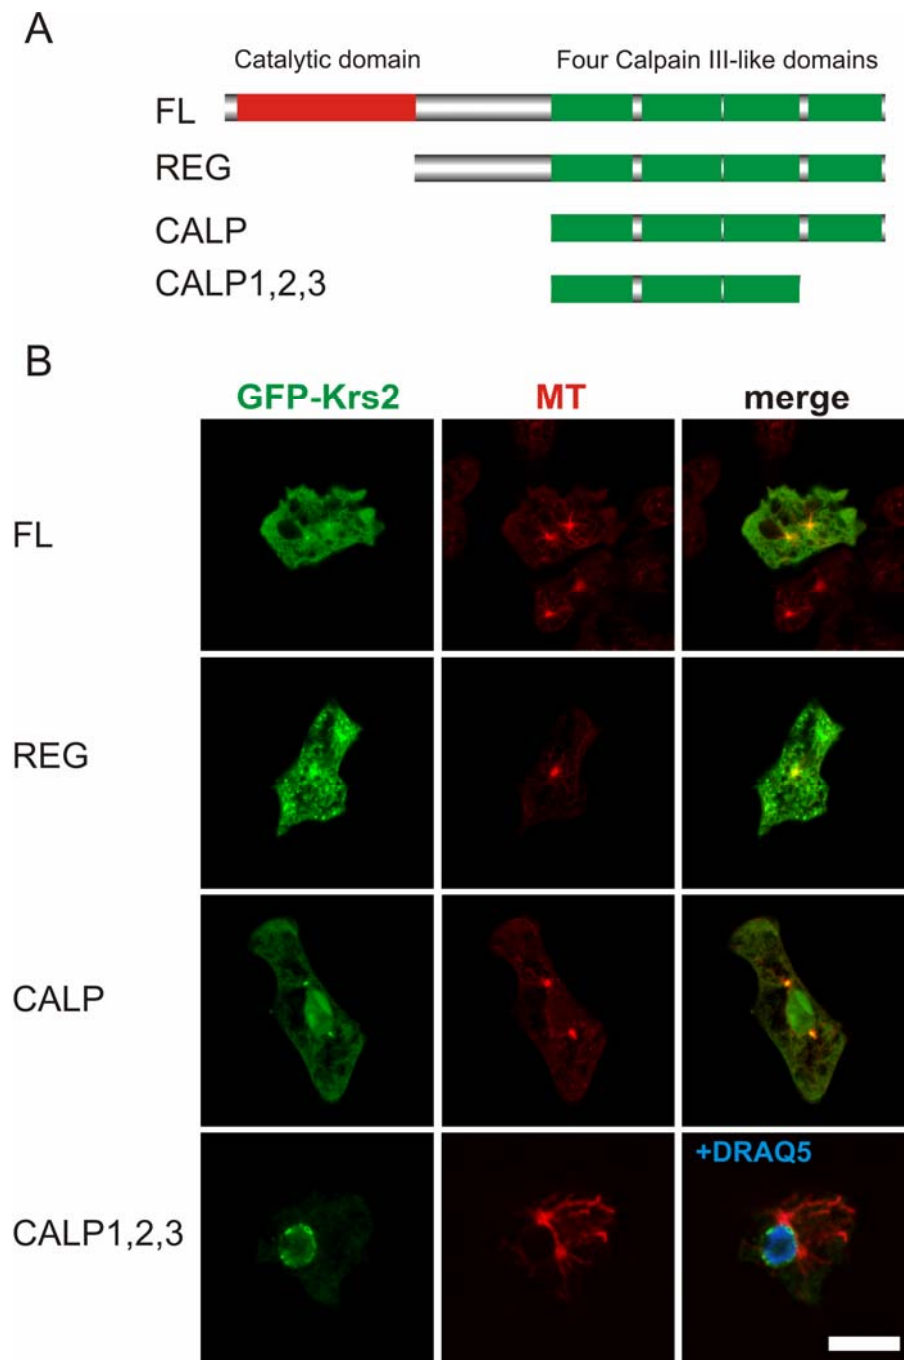 A
Catalytic domain Four Calpain III-like domains
FL
REG
CALP
CALP1,2,3
B
GFP-Krs2 MT merge
FL
REG
CALP
+DRAQ5
CALP1,2,3